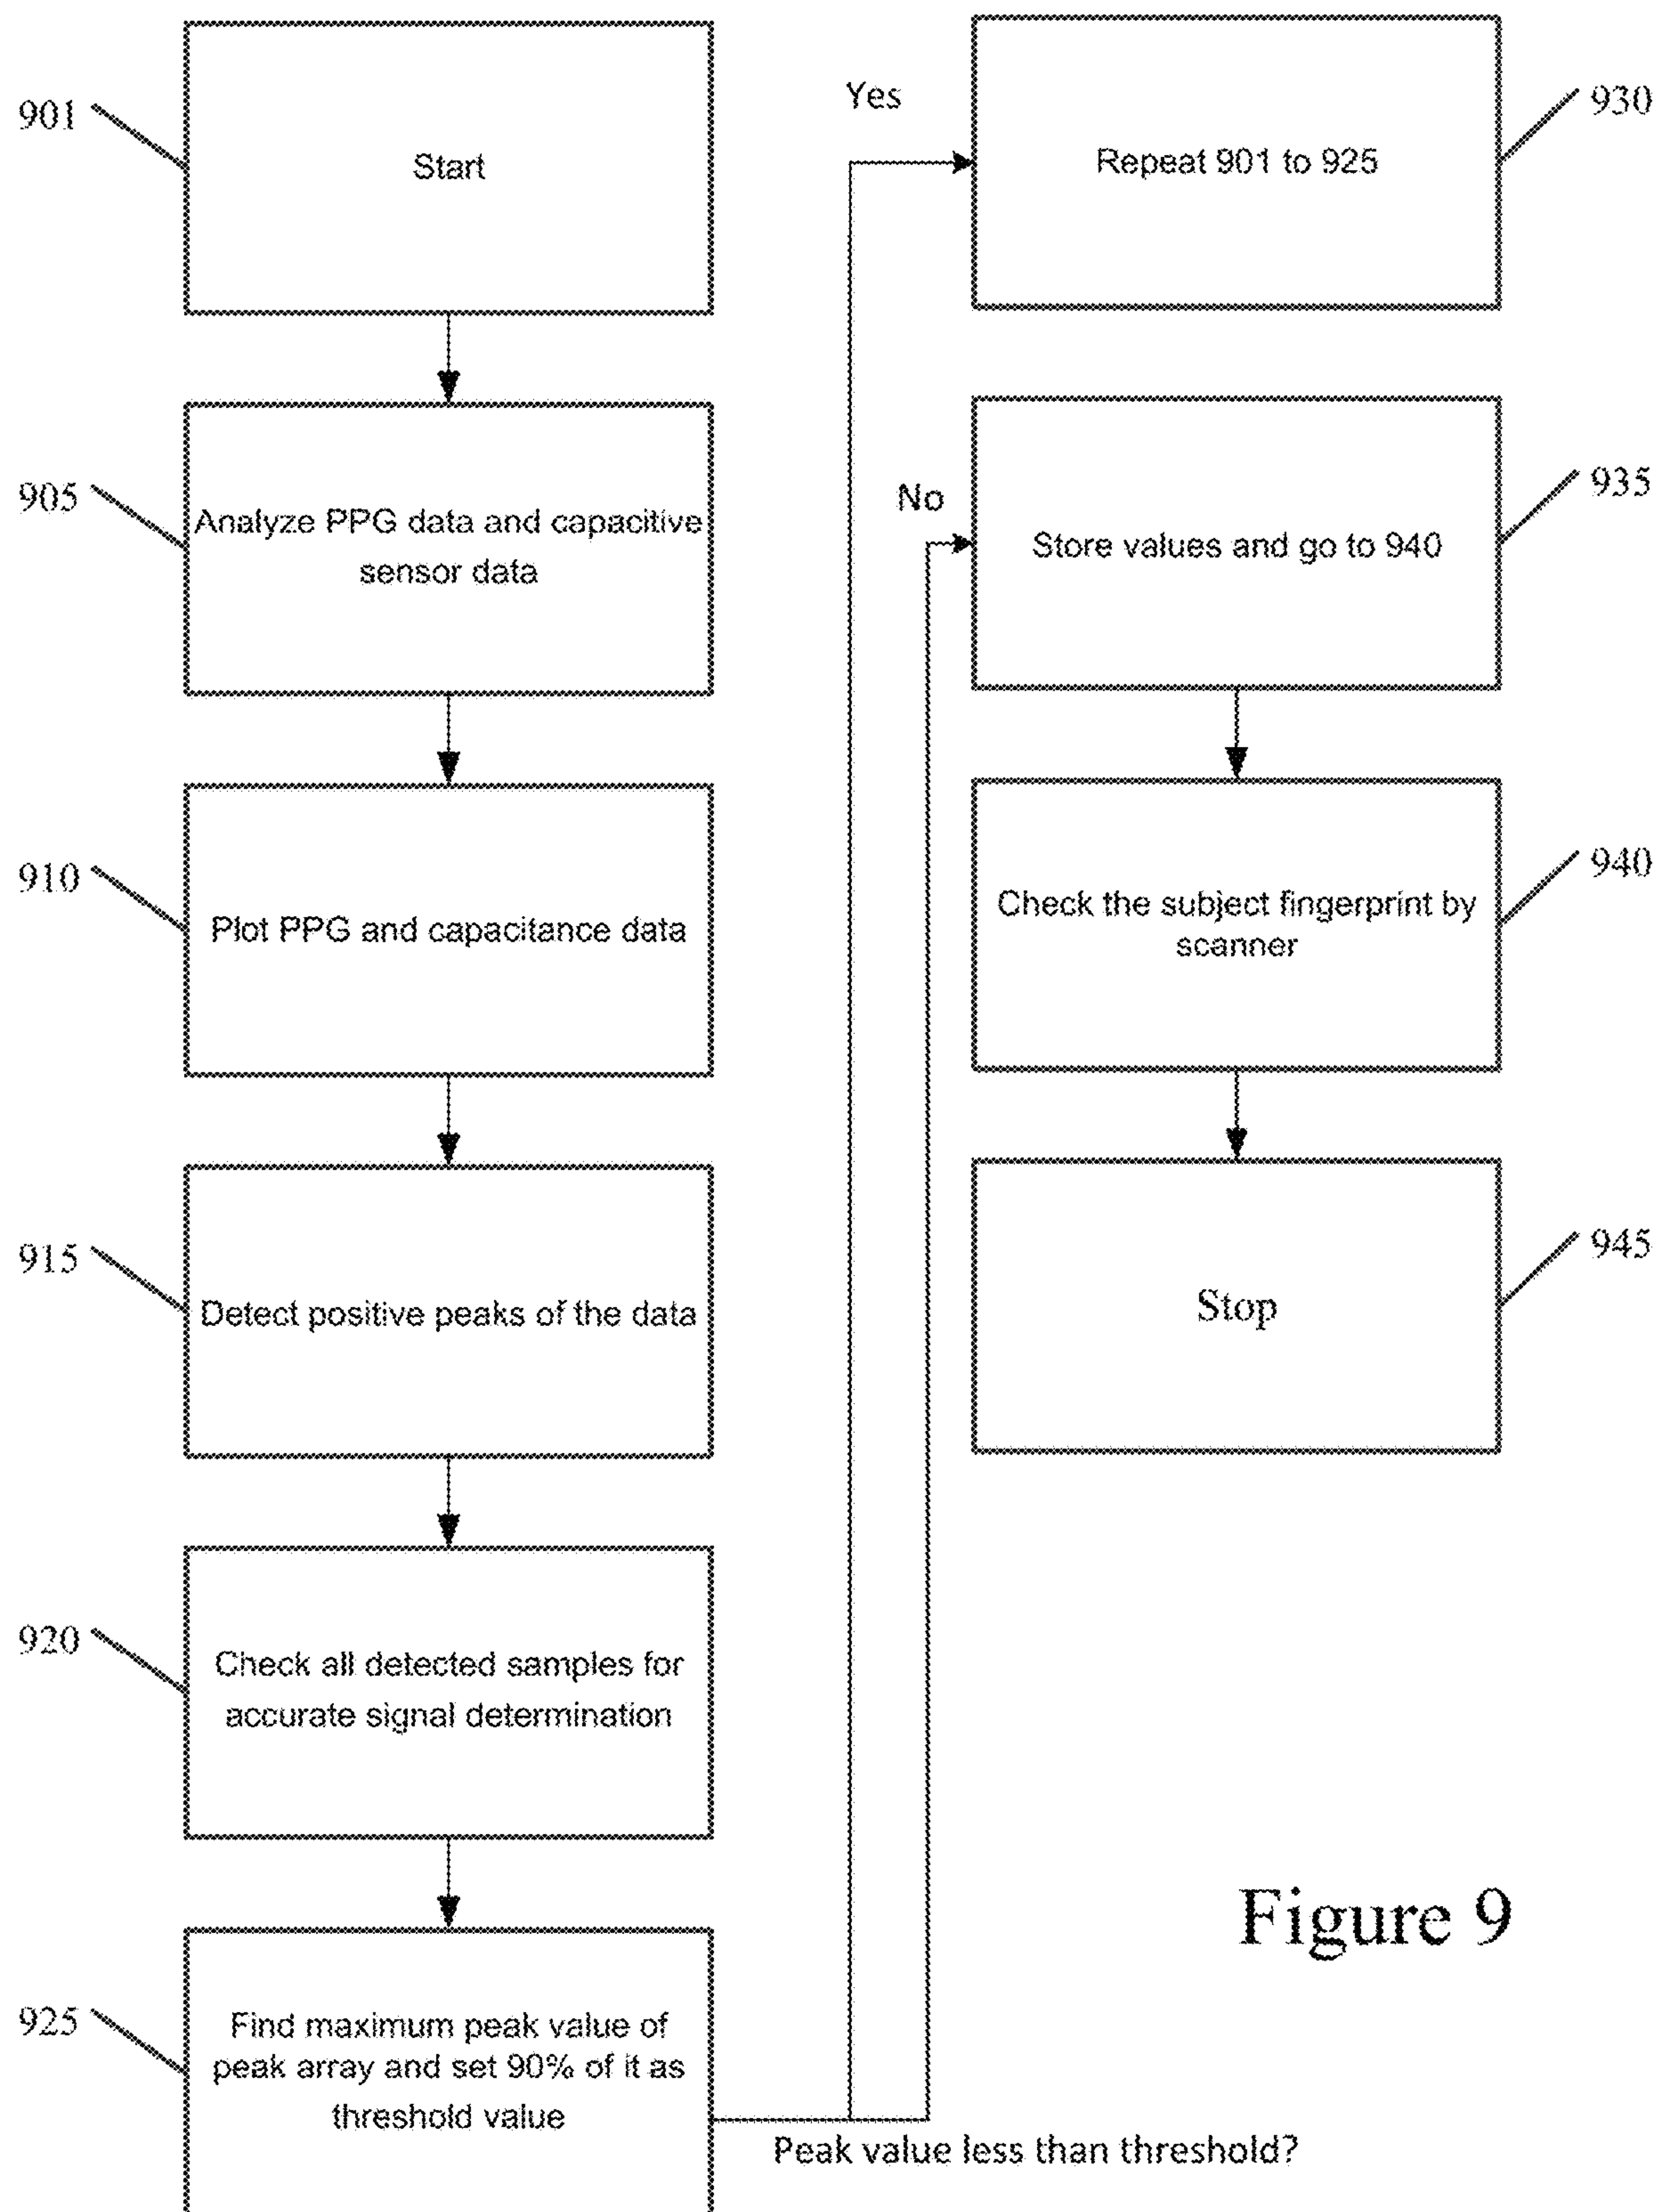 901
Start
905
Analyze PPG data and capacitive
sensor data
910
Plot PPG and capacitance data
915
Detect positive peaks of the data
920
Check all detected samples for
accurate signal determination
925
Find maximum peak value of
peak array and set 90% of it as
threshold value
Peak value less than threshold?
Yes
930
Repeat 901 to 925
No
935
Store values and go to 940
940
Check the subject fingerprint by
scanner
945
Stop
Figure 9